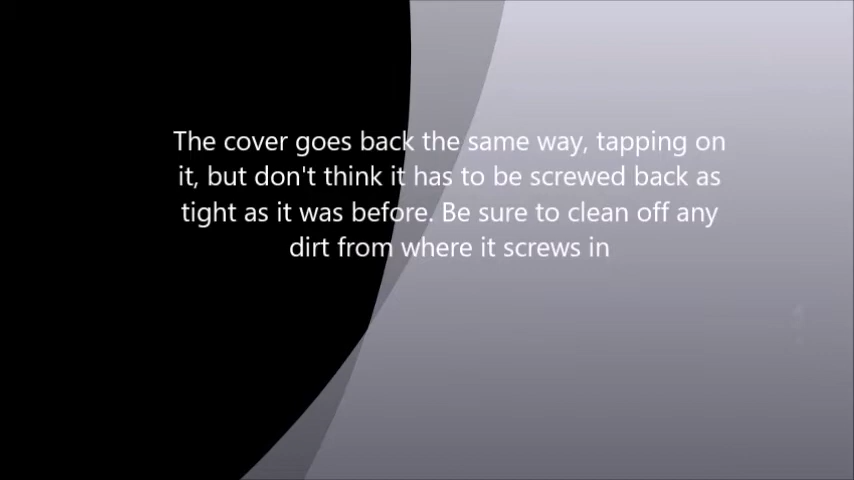 The cover goes back the same way, tapping on
it, but don't think it has to be screwed back as
tight as it was before. Be sure to clean off any
dirt from where it screws in